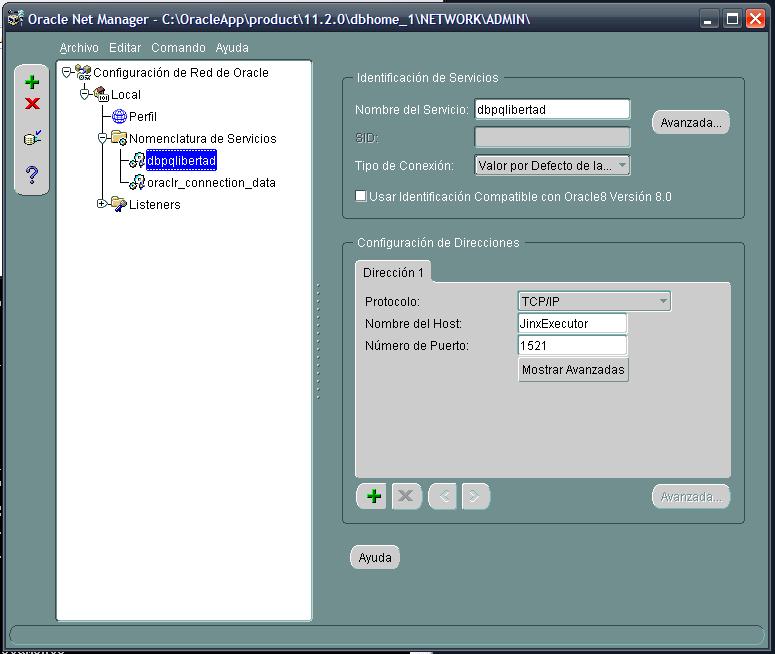 Oracle Net Manager - C:\OracleApp\product\11.2.0\dbhome_1\NETWORK\ADMIN\
Archivo Editar Comando Ayuda
Configuración de Red de Oracle
Local
Perfil
Nomenclatura de Servicios
dbpqlibertad
oraclr_connection_data
Listeners
Identificación de Servicios
Nombre del Servicio: dbpqlibertad
Avanzada...
SID:
Tipo de Conexión: Valor por Defecto de la...
Usar Identificación Compatible con Oracle8 Versión 8.0
Configuración de Direcciones
Dirección 1
Protocolo: TCP/IP
Nombre del Host: JinxExecutor
Número de Puerto: 1521
Mostrar Avanzadas
Avanzada...
Ayuda